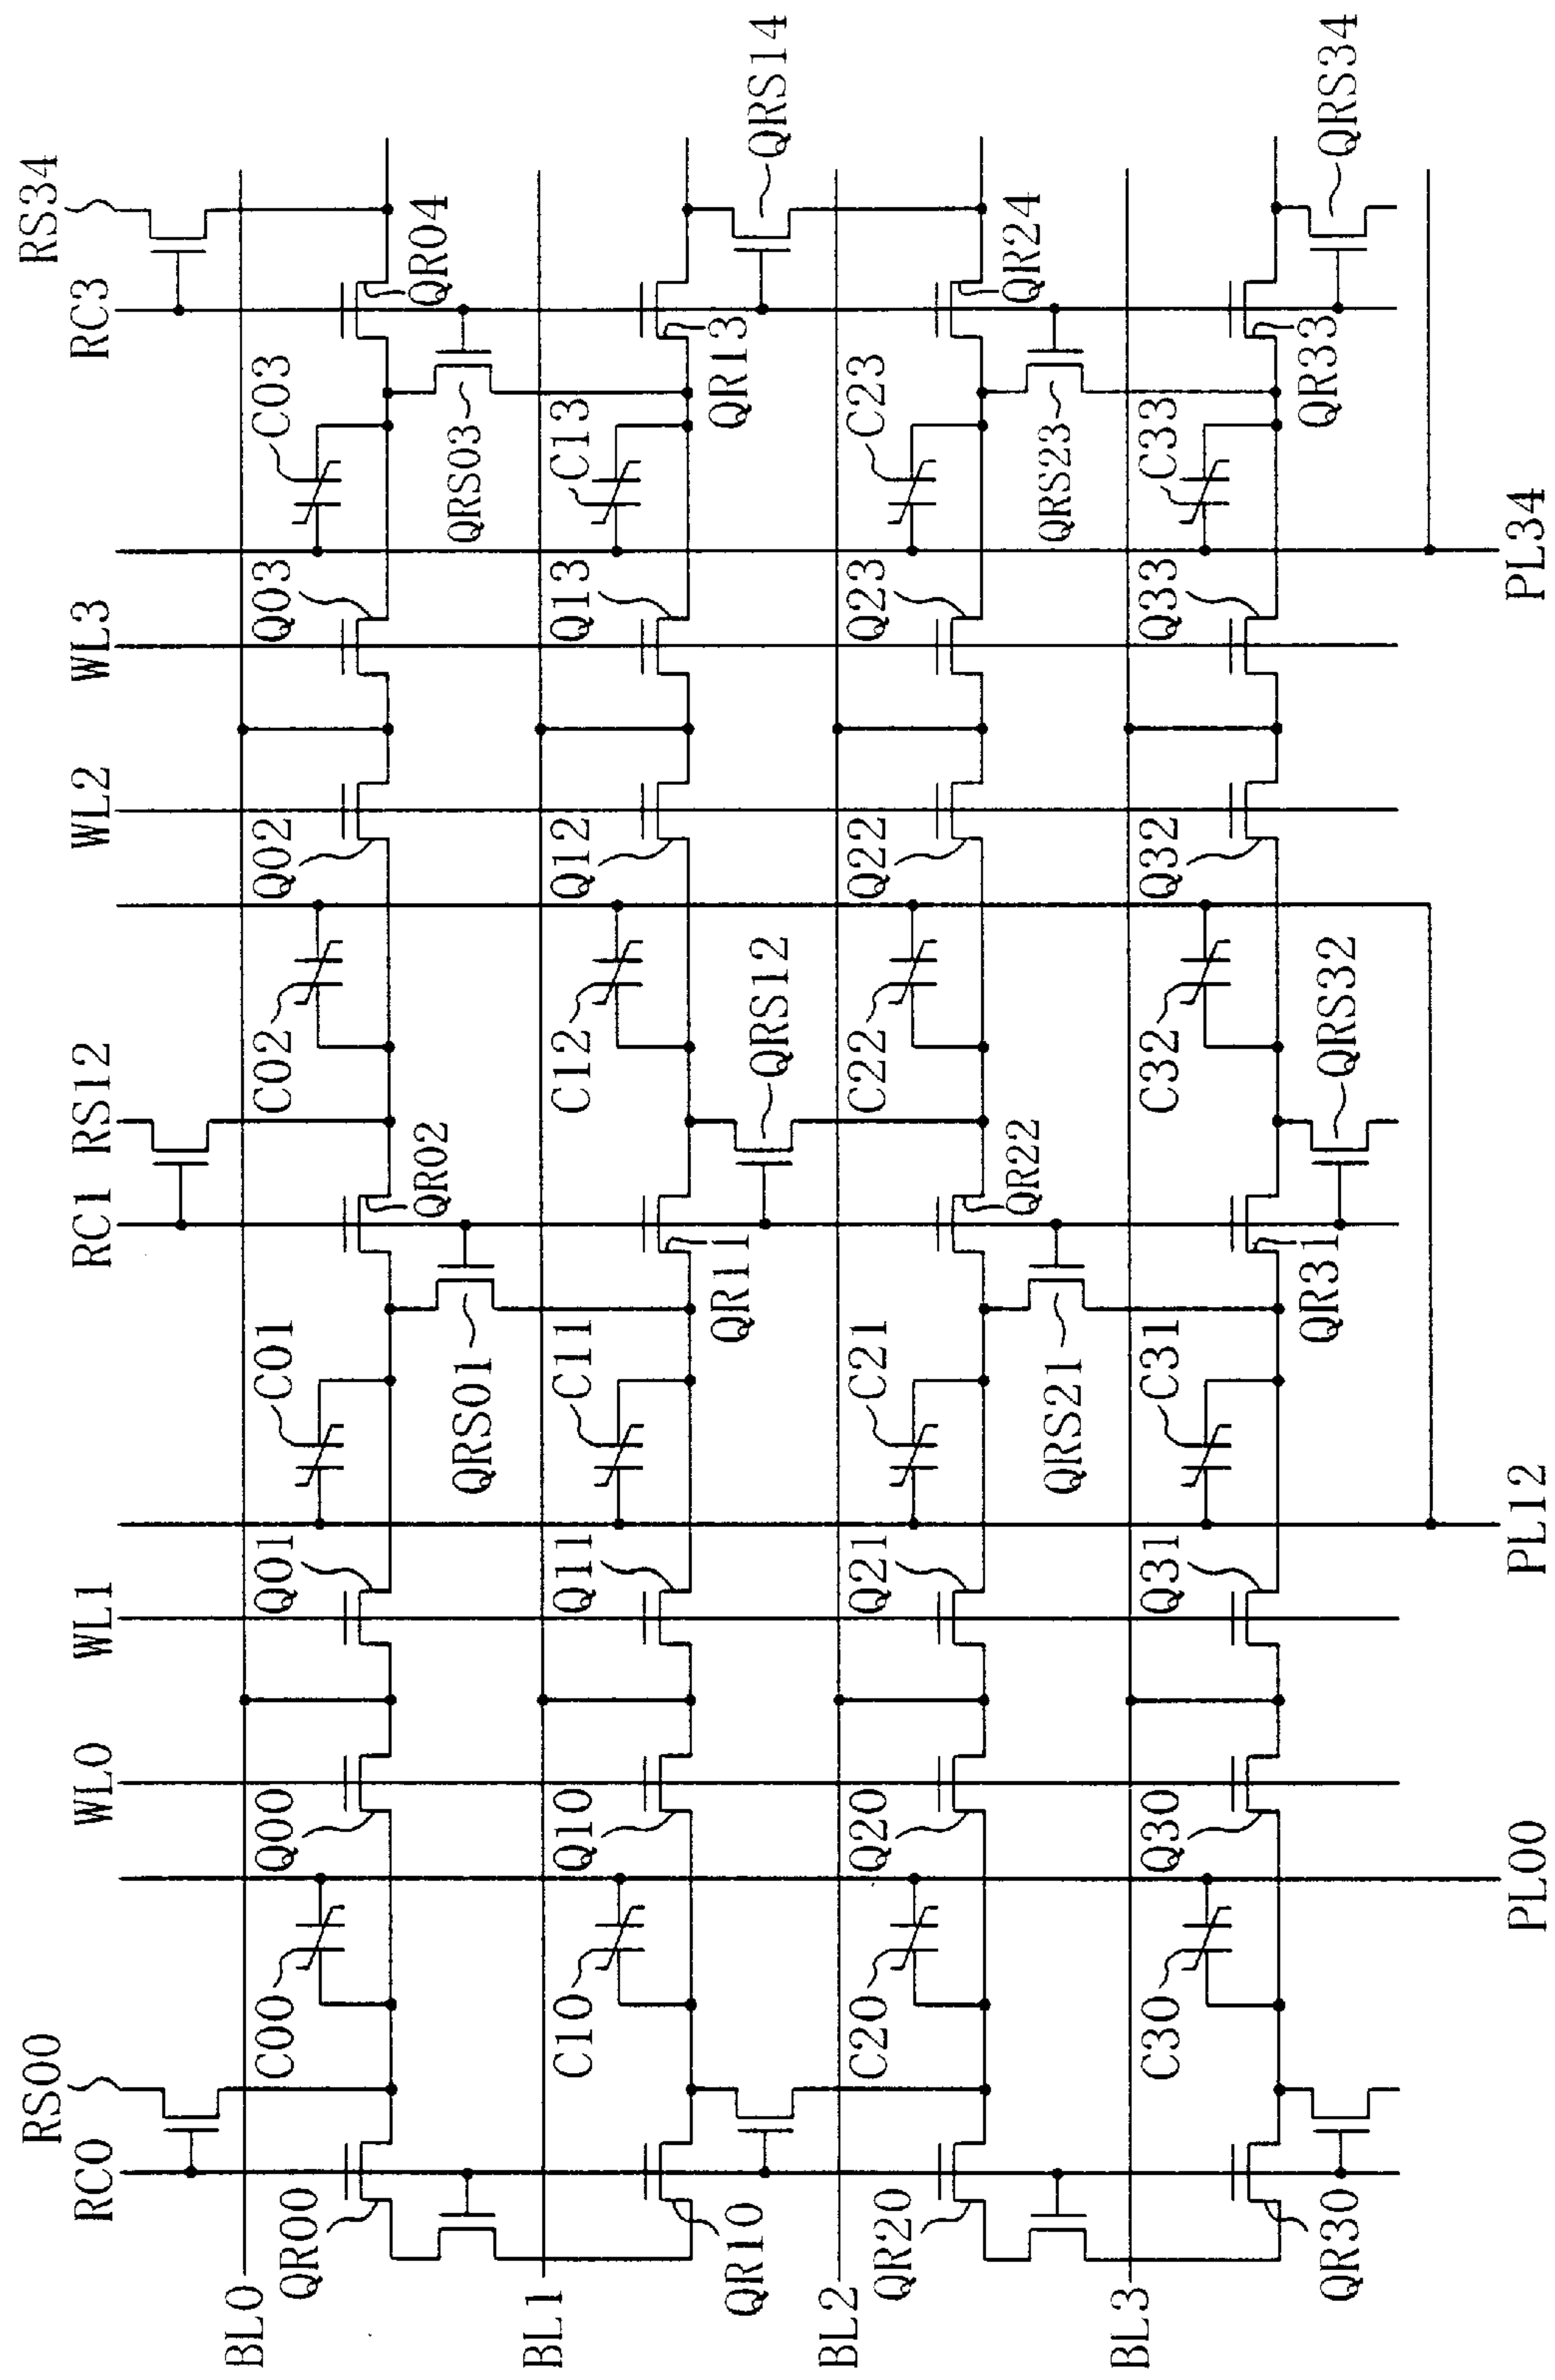 RS00
RS34
RC0
WL0
WL1
RC1
RS12
WL2
WL3
RC3
BL0
C00
Q00
Q01
C01
C02
Q02
Q03
C03
QR00
QR02
QR04
QRS01
QRS03
BL1
C10
Q10
Q11
C11
C12
Q12
Q13
C13
QR10
QR11
QRS12
QR13
QRS14
BL2
C20
Q20
Q21
C21
C22
Q22
Q23
C23
QR20
QR22
QR24
QRS21
QRS23
BL3
C30
Q30
Q31
C31
C32
Q32
Q33
C33
QR30
QR31
QRS32
QR33
QRS34
PL00
PL12
PL34